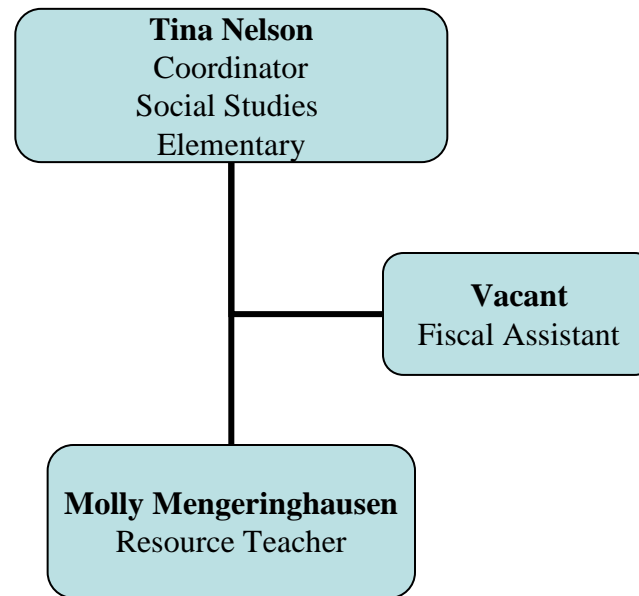 Tina Nelson
Coordinator
Social Studies
Elementary
Vacant
Fiscal Assistant
Molly Mengeringhausen
Resource Teacher